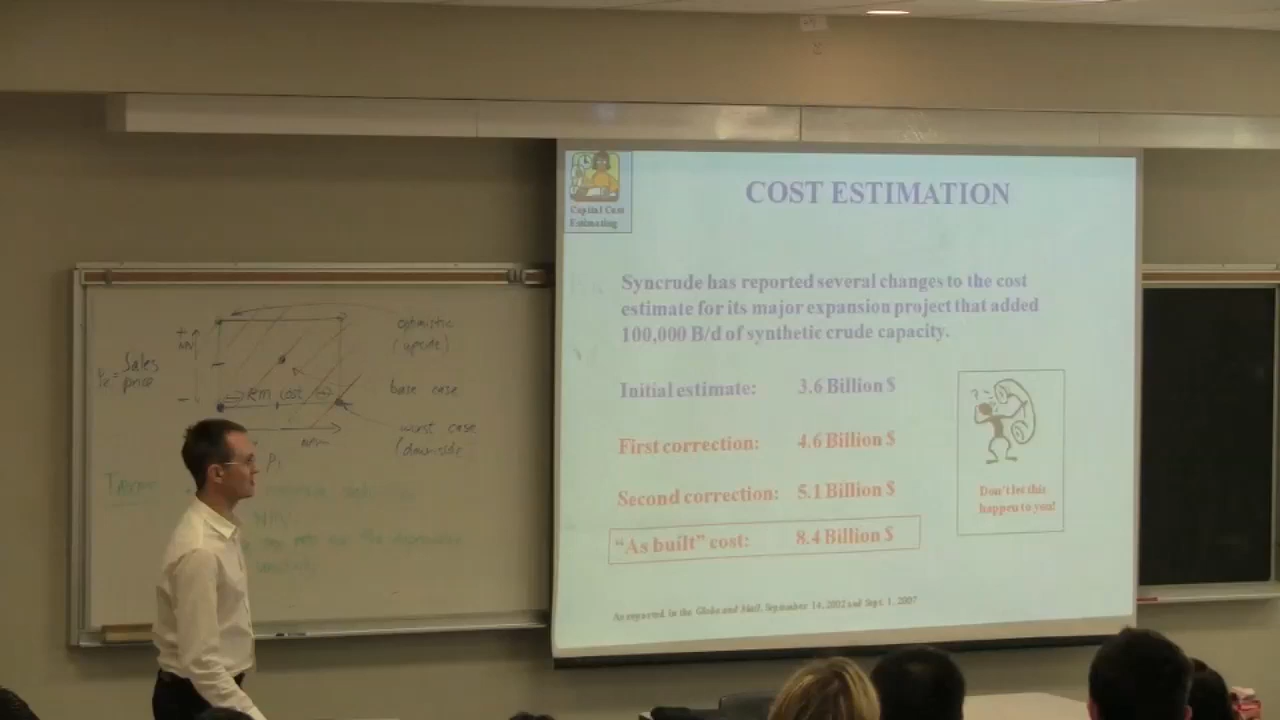 Capital Cost
Estimating
COST ESTIMATION
Syncrude has reported several changes to the cost
estimate for its major expansion project that added
100,000 B/d of synthetic crude capacity.
Initial estimate: 3.6 Billion $
First correction: 4.6 Billion $
Second correction: 5.1 Billion $
"As built" cost: 8.4 Billion $
Don't let this
happen to you!
As reported in the Globe and Mail, September 14, 2002 and Sept. 1, 2007
optimistic
(upside)
Sales
price
RM cost
base case
worst case
(downside
P1
NPV